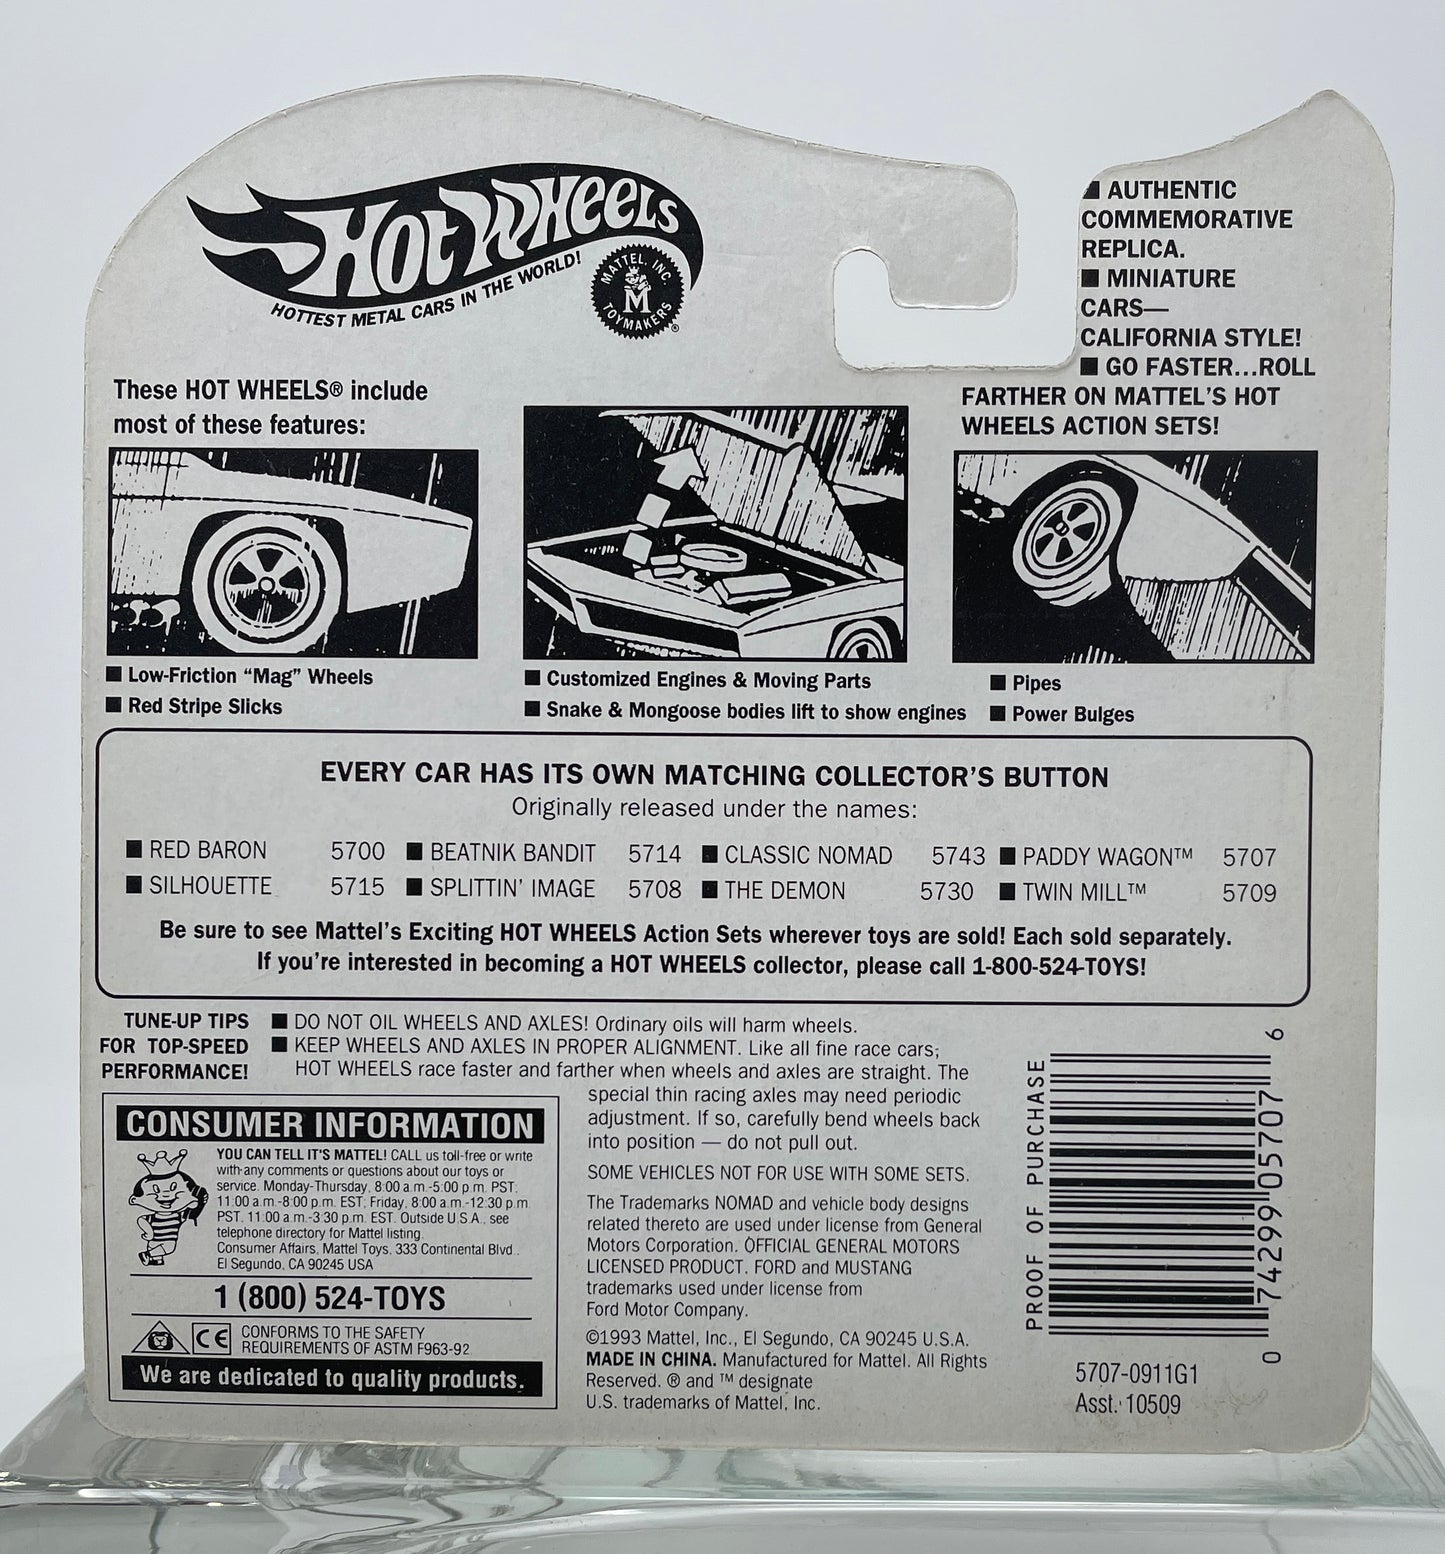 HOT WHEELS
HOTTEST METAL CARS IN THE WORLD!
MATTEL, INC.
M
TOYMAKERS
®
■ AUTHENTIC
COMMEMORATIVE
REPLICA.
■ MINIATURE
CARS—
CALIFORNIA STYLE!
■ GO FASTER...ROLL
FARTHER ON MATTEL'S HOT
WHEELS ACTION SETS!
These HOT WHEELS® include
most of these features:
■ Low-Friction “Mag” Wheels
■ Red Stripe Slicks
■ Customized Engines & Moving Parts
■ Snake & Mongoose bodies lift to show engines
■ Pipes
■ Power Bulges
EVERY CAR HAS ITS OWN MATCHING COLLECTOR'S BUTTON
Originally released under the names:
■ RED BARON 5700 ■ BEATNIK BANDIT 5714 ■ CLASSIC NOMAD 5743 ■ PADDY WAGON™ 5707
■ SILHOUETTE 5715 ■ SPLITTIN' IMAGE 5708 ■ THE DEMON 5730 ■ TWIN MILL™ 5709
Be sure to see Mattel's Exciting HOT WHEELS Action Sets wherever toys are sold! Each sold separately.
If you're interested in becoming a HOT WHEELS collector, please call 1-800-524-TOYS!
TUNE-UP TIPS
FOR TOP-SPEED
PERFORMANCE!
■ DO NOT OIL WHEELS AND AXLES! Ordinary oils will harm wheels.
■ KEEP WHEELS AND AXLES IN PROPER ALIGNMENT. Like all fine race cars;
HOT WHEELS race faster and farther when wheels and axles are straight. The
special thin racing axles may need periodic
adjustment. If so, carefully bend wheels back
into position — do not pull out.
SOME VEHICLES NOT FOR USE WITH SOME SETS.
The Trademarks NOMAD and vehicle body designs
related thereto are used under license from General
Motors Corporation. OFFICIAL GENERAL MOTORS
LICENSED PRODUCT. FORD and MUSTANG
trademarks used under license from
Ford Motor Company.
©1993 Mattel, Inc., El Segundo, CA 90245 U.S.A.
MADE IN CHINA. Manufactured for Mattel. All Rights
Reserved. ® and ™ designate
U.S. trademarks of Mattel, Inc.
CONSUMER INFORMATION
YOU CAN TELL IT'S MATTEL! CALL us toll-free or write
with any comments or questions about our toys or
service. Monday-Thursday, 8:00 a.m.-5:00 p.m. PST,
11:00 a.m.-8:00 p.m. EST; Friday, 8:00 a.m.-12:30 p.m.
PST, 11:00 a.m.-3:30 p.m. EST. Outside U.S.A., see
telephone directory for Mattel listing.
Consumer Affairs, Mattel Toys, 333 Continental Blvd.,
El Segundo, CA 90245 USA
1 (800) 524-TOYS
CE
CONFORMS TO THE SAFETY
REQUIREMENTS OF ASTM F963-92
We are dedicated to quality products.
PROOF OF PURCHASE
0 74299 05707 6
5707-0911G1
Asst. 10509